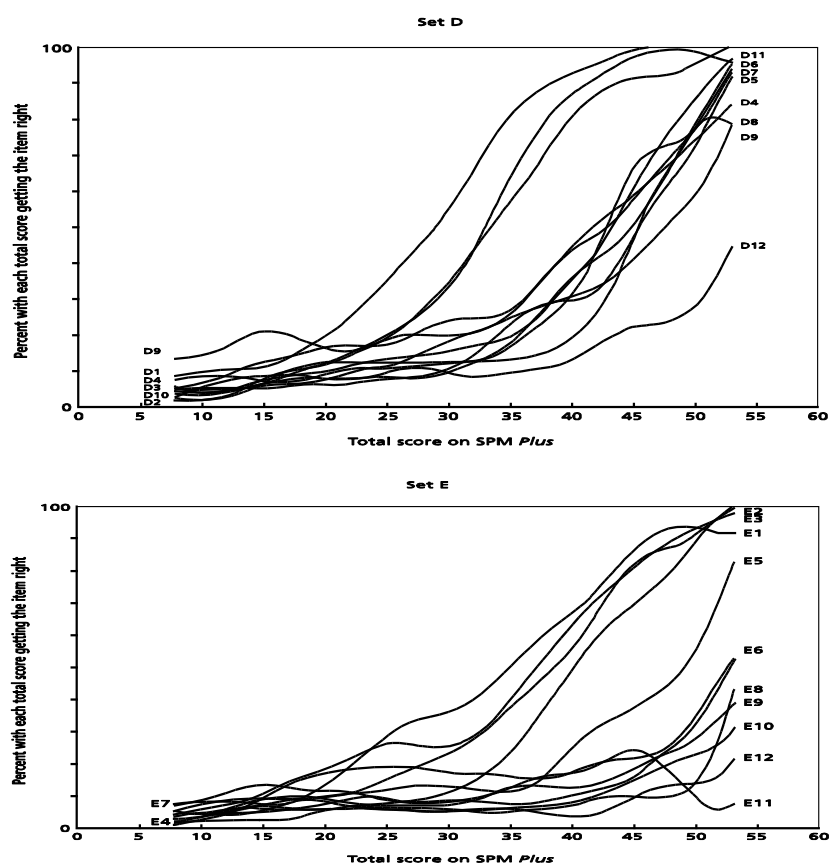 Set D
Percent with each total score getting the item right
100
0
D9
D1
D4
D3
D10
D2
D11
D6
D7
D5
D4
D8
D9
D12
0 5 10 15 20 25 30 35 40 45 50 55 60
Total score on SPM Plus
Set E
Percent with each total score getting the item right
100
0
E7
E4
E2
E3
E1
E5
E6
E8
E9
E10
E12
E11
0 5 10 15 20 25 30 35 40 45 50 55 60
Total score on SPM Plus